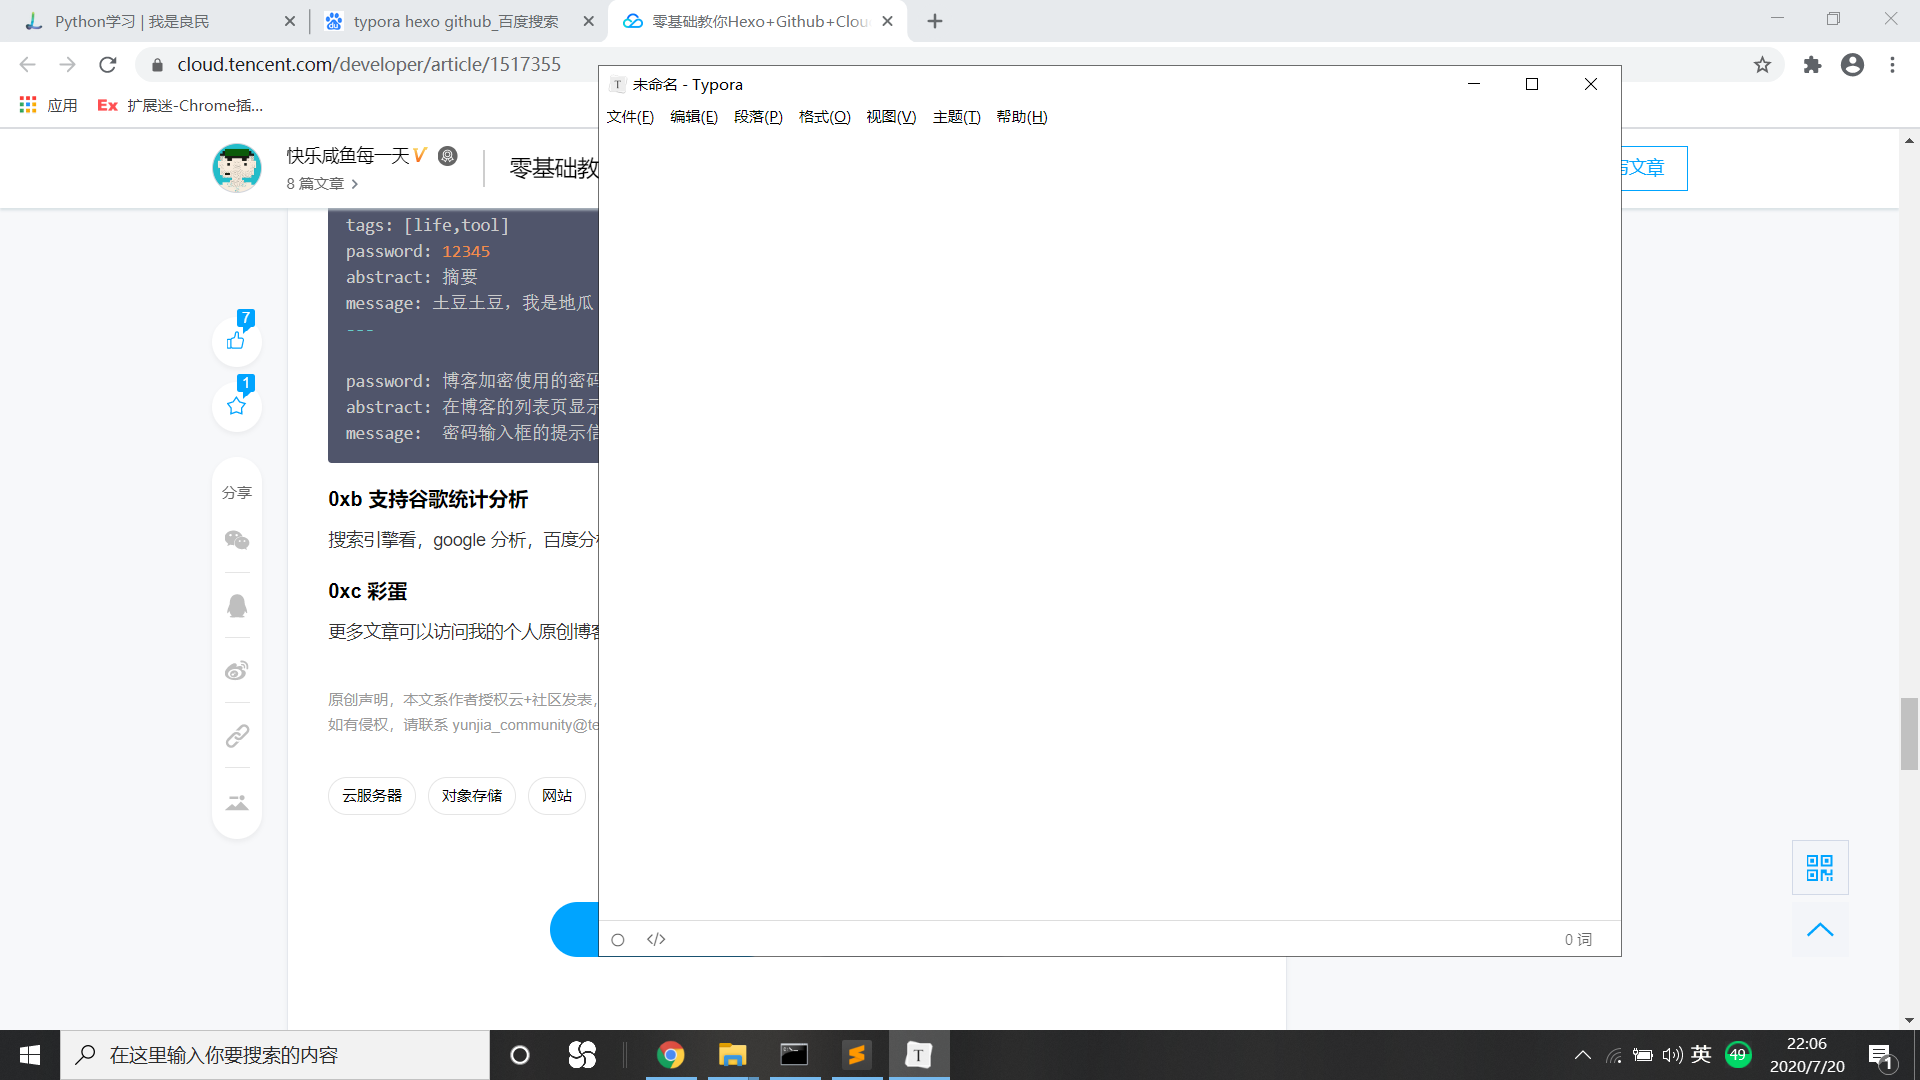 Python学习 | 我是良民
typora hexo github_百度搜索
零基础教你Hexo+Github+Clou
cloud.tencent.com/developer/article/1517355
应用
Ex 扩展迷-Chrome插...
未命名 - Typora
文件(F) 编辑(E) 段落(P) 格式(O) 视图(V) 主题(T) 帮助(H)
快乐咸鱼每一天
8 篇文章
零基础教
文章
tags: [life,tool]
password: 12345
abstract: 摘要
message: 土豆土豆，我是地瓜
---
password: 博客加密使用的密码
abstract: 在博客的列表页显示
message: 密码输入框的提示信
7
1
分享
0xb 支持谷歌统计分析
搜索引擎看，google 分析，百度分析
0xc 彩蛋
更多文章可以访问我的个人原创博客
原创声明，本文系作者授权云+社区发表，
如有侵权，请联系 yunjia_community@te
云服务器 对象存储 网站
0 词
在这里输入你要搜索的内容
T
英
49
22:06
2020/7/20
1